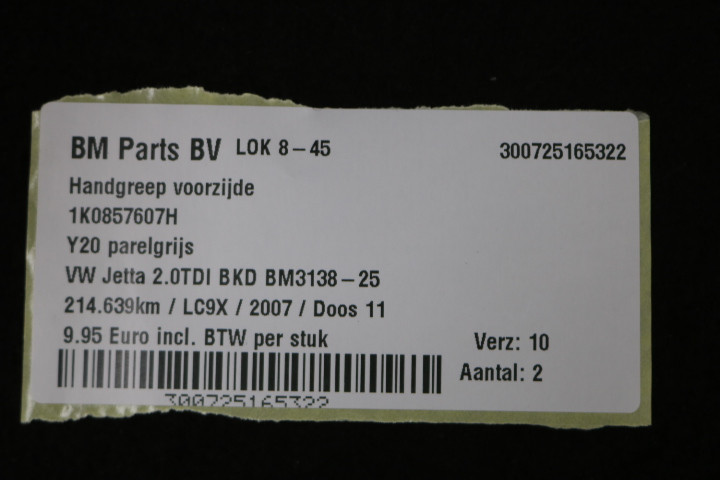 BM Parts BV LOK 8-45 300725165322
Handgreep voorzijde
1K0857607H
Y20 parelgrijs
VW Jetta 2.0TDI BKD BM3138-25
214.639km / LC9X / 2007 / Doos 11
9.95 Euro incl. BTW per stuk Verz: 10
Aantal: 2
300725165322